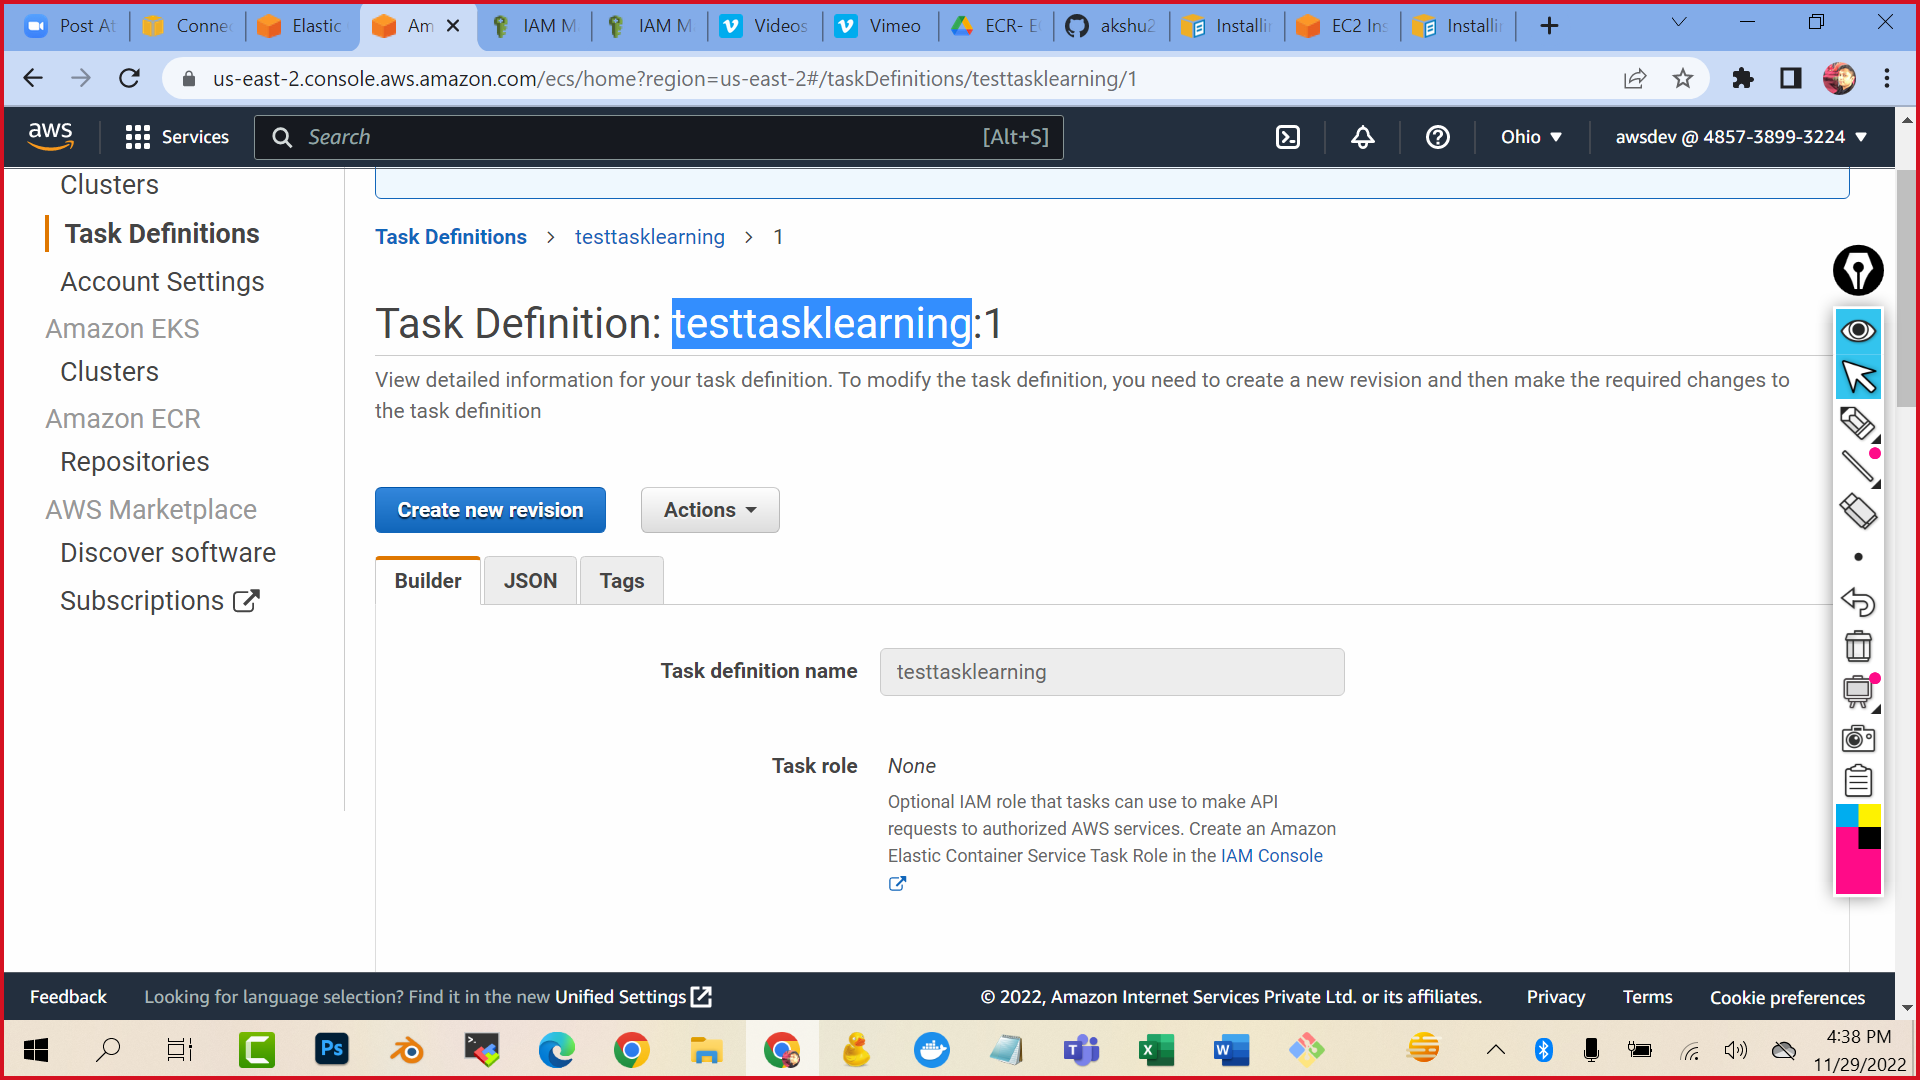 Post At
Connec
Elastic
Am
IAM M
IAM M
Videos
Vimeo
ECR- E
akshu2
Installin
EC2 Ins
Installin
us-east-2.console.aws.amazon.com/ecs/home?region=us-east-2#/taskDefinitions/testtasklearning/1
aws
Services
Search
[Alt+S]
Ohio
awsdev @ 4857-3899-3224
Clusters
Task Definitions
Account Settings
Amazon EKS
Clusters
Amazon ECR
Repositories
AWS Marketplace
Discover software
Subscriptions
Task Definitions > testtasklearning > 1
Task Definition: testtasklearning:1
View detailed information for your task definition. To modify the task definition, you need to create a new revision and then make the required changes to
the task definition
Create new revision
Actions
Builder
JSON
Tags
Task definition name
testtasklearning
Task role
None
Optional IAM role that tasks can use to make API
requests to authorized AWS services. Create an Amazon
Elastic Container Service Task Role in the IAM Console
Feedback
Looking for language selection? Find it in the new Unified Settings
© 2022, Amazon Internet Services Private Ltd. or its affiliates.
Privacy
Terms
Cookie preferences
Ps
4:38 PM
11/29/2022